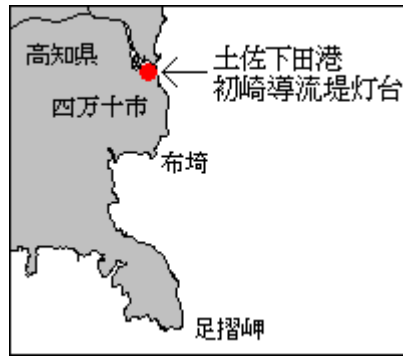 高知県
土佐下田港
初崎導流堤灯台
四万十市
布埼
足摺岬